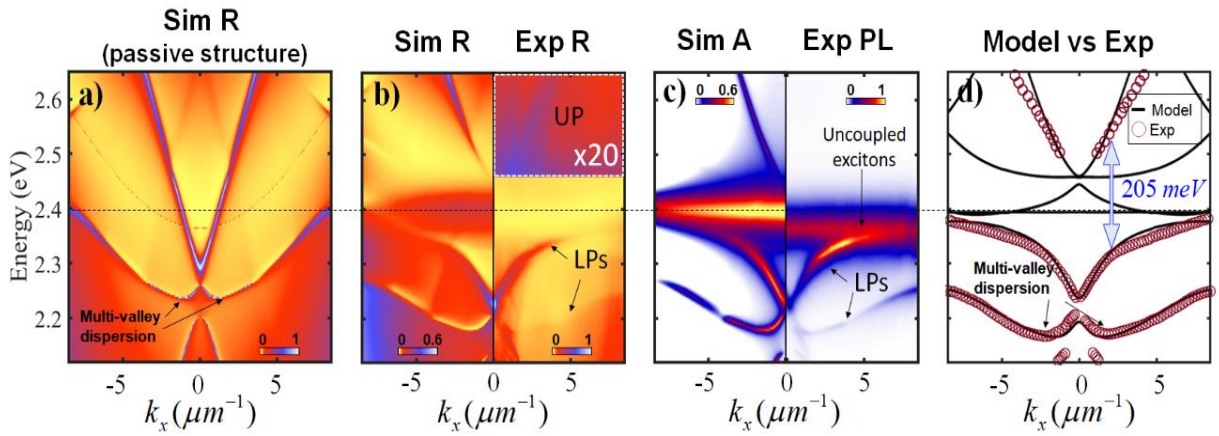 Sim R
(passive structure)
Sim R
Exp R
Sim A
Exp PL
Model vs Exp
Energy (eV)
2.6
2.5
2.4
2.3
2.2
a)
Multi-valley
dispersion
0
1
-5
0
5
k_x (μm⁻¹)
b)
UP
x20
LPs
0
0.6
0
1
-5
0
5
k_x (μm⁻¹)
c)
0
0.6
0
1
Uncoupled
excitons
LPs
-5
0
5
k_x (μm⁻¹)
d)
Model
Exp
205 meV
Multi-valley
dispersion
-5
0
5
k_x (μm⁻¹)